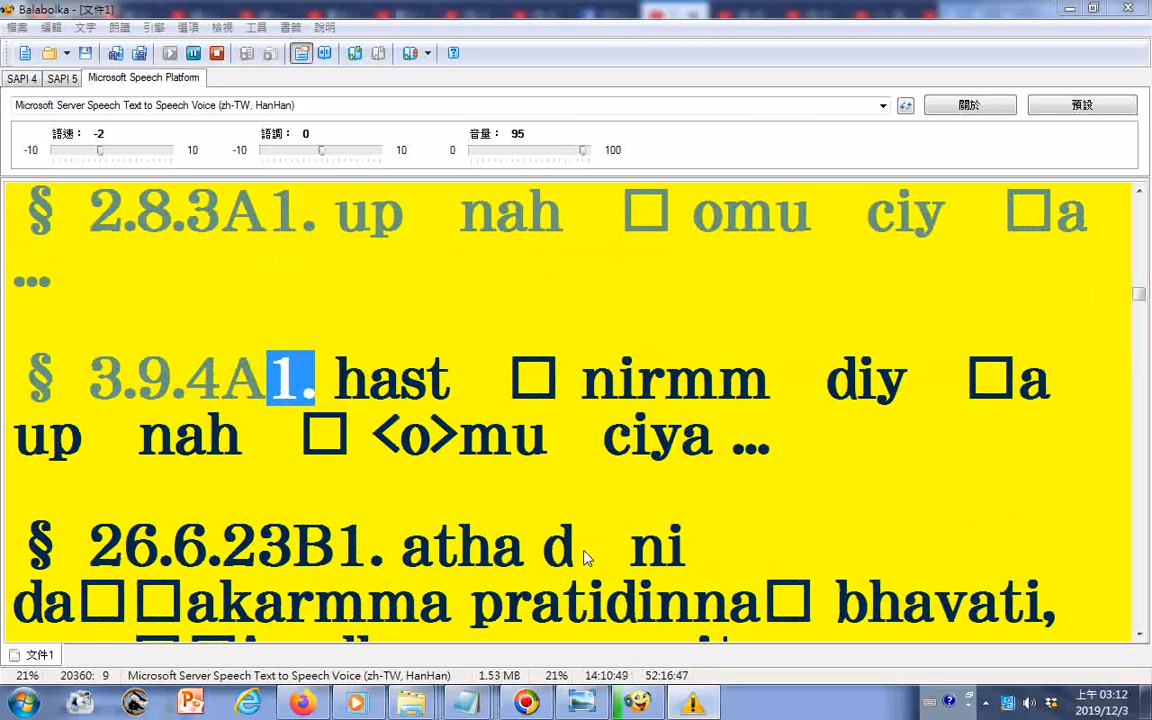 Balabolka - [文件1]
檔案 編輯 文字 朗讀 引擎 選項 檢視 工具 書籤 說明
SAPI 4 SAPI 5 Microsoft Speech Platform
Microsoft Server Speech Text to Speech Voice (zh-TW, HanHan) 關於 預設
語速： -2 語調： 0 音量： 95
-10 10 -10 10 0 100
§ 2.8.3A1. up nah □ omu ciy □a
...
§ 3.9.4A1. hast □ nirmm diy □a
up nah □ <o>mu ciya ...
§ 26.6.23B1. atha d ni
da□□akarmma pratidinna□ bhavati,
文件1
21% 20360: 9 Microsoft Server Speech Text to Speech Voice (zh-TW, HanHan) 1.53 MB 21% 14:10:49 52:16:47
上午 03:12
2019/12/3